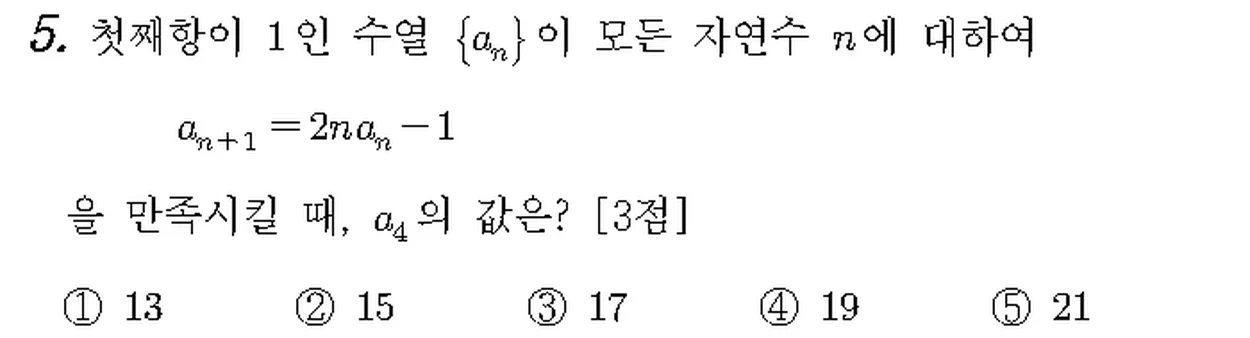 5. 첫째항이 1인 수열 {aₙ}이 모든 자연수 n에 대하여
aₙ₊₁ = 2naₙ − 1
을 만족시킬 때, a₄의 값은? [3점]
① 13 ② 15 ③ 17 ④ 19 ⑤ 21